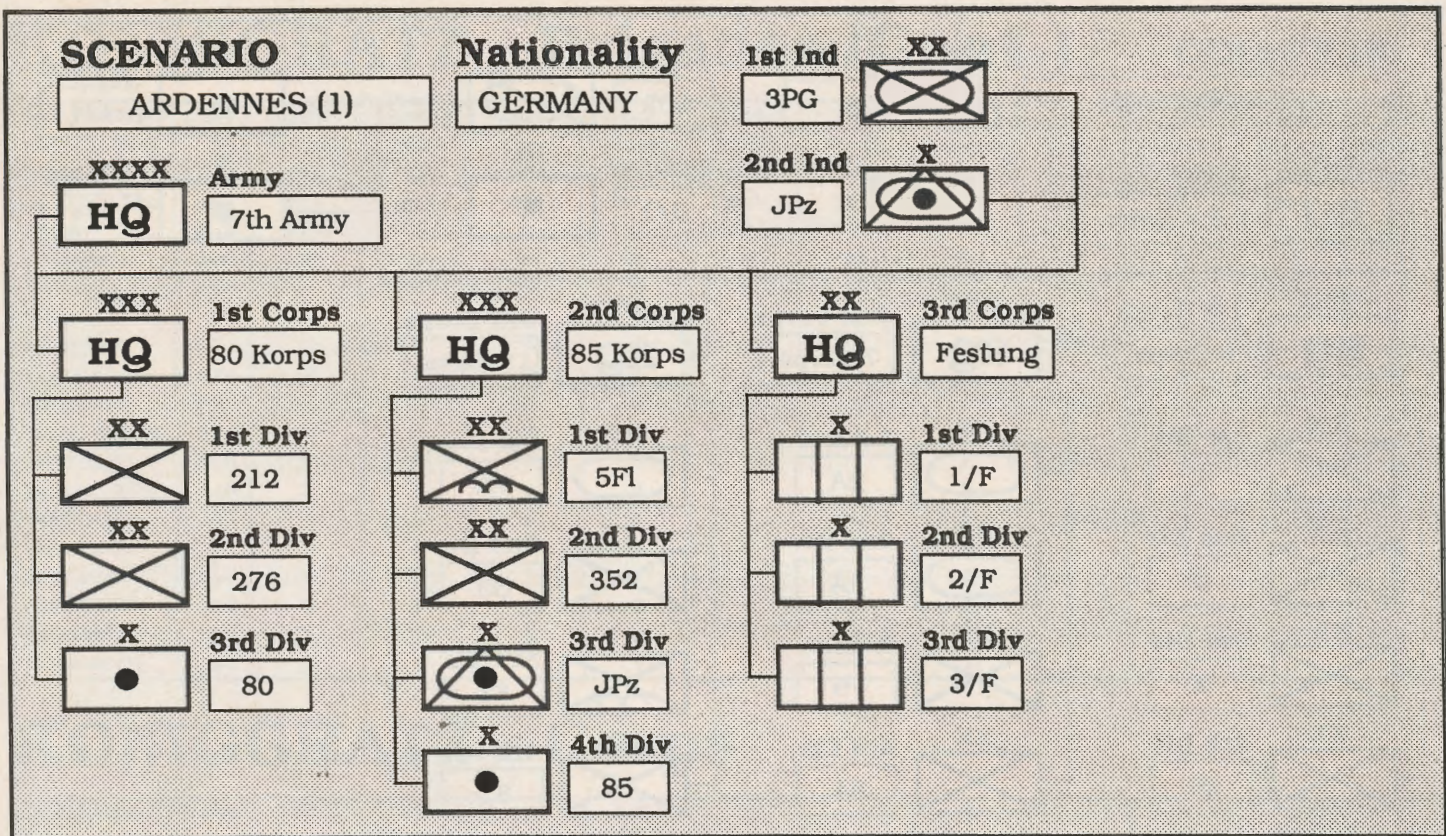 SCENARIO
ARDENNES (1)
Nationality
GERMANY
1st Ind
3PG
XX
2nd Ind
JPz
X
XXXX
HQ
Army
7th Army
XXX
HQ
1st Corps
80 Korps
XX
1st Div.
212
XX
2nd Div
276
X
3rd Div
80
XXX
HQ
2nd Corps
85 Korps
XX
1st Div
5Fl
XX
2nd Div
352
X
3rd Div
JPz
X
4th Div
85
XX
HQ
3rd Corps
Festung
X
1st Div
1/F
X
2nd Div
2/F
X
3rd Div
3/F